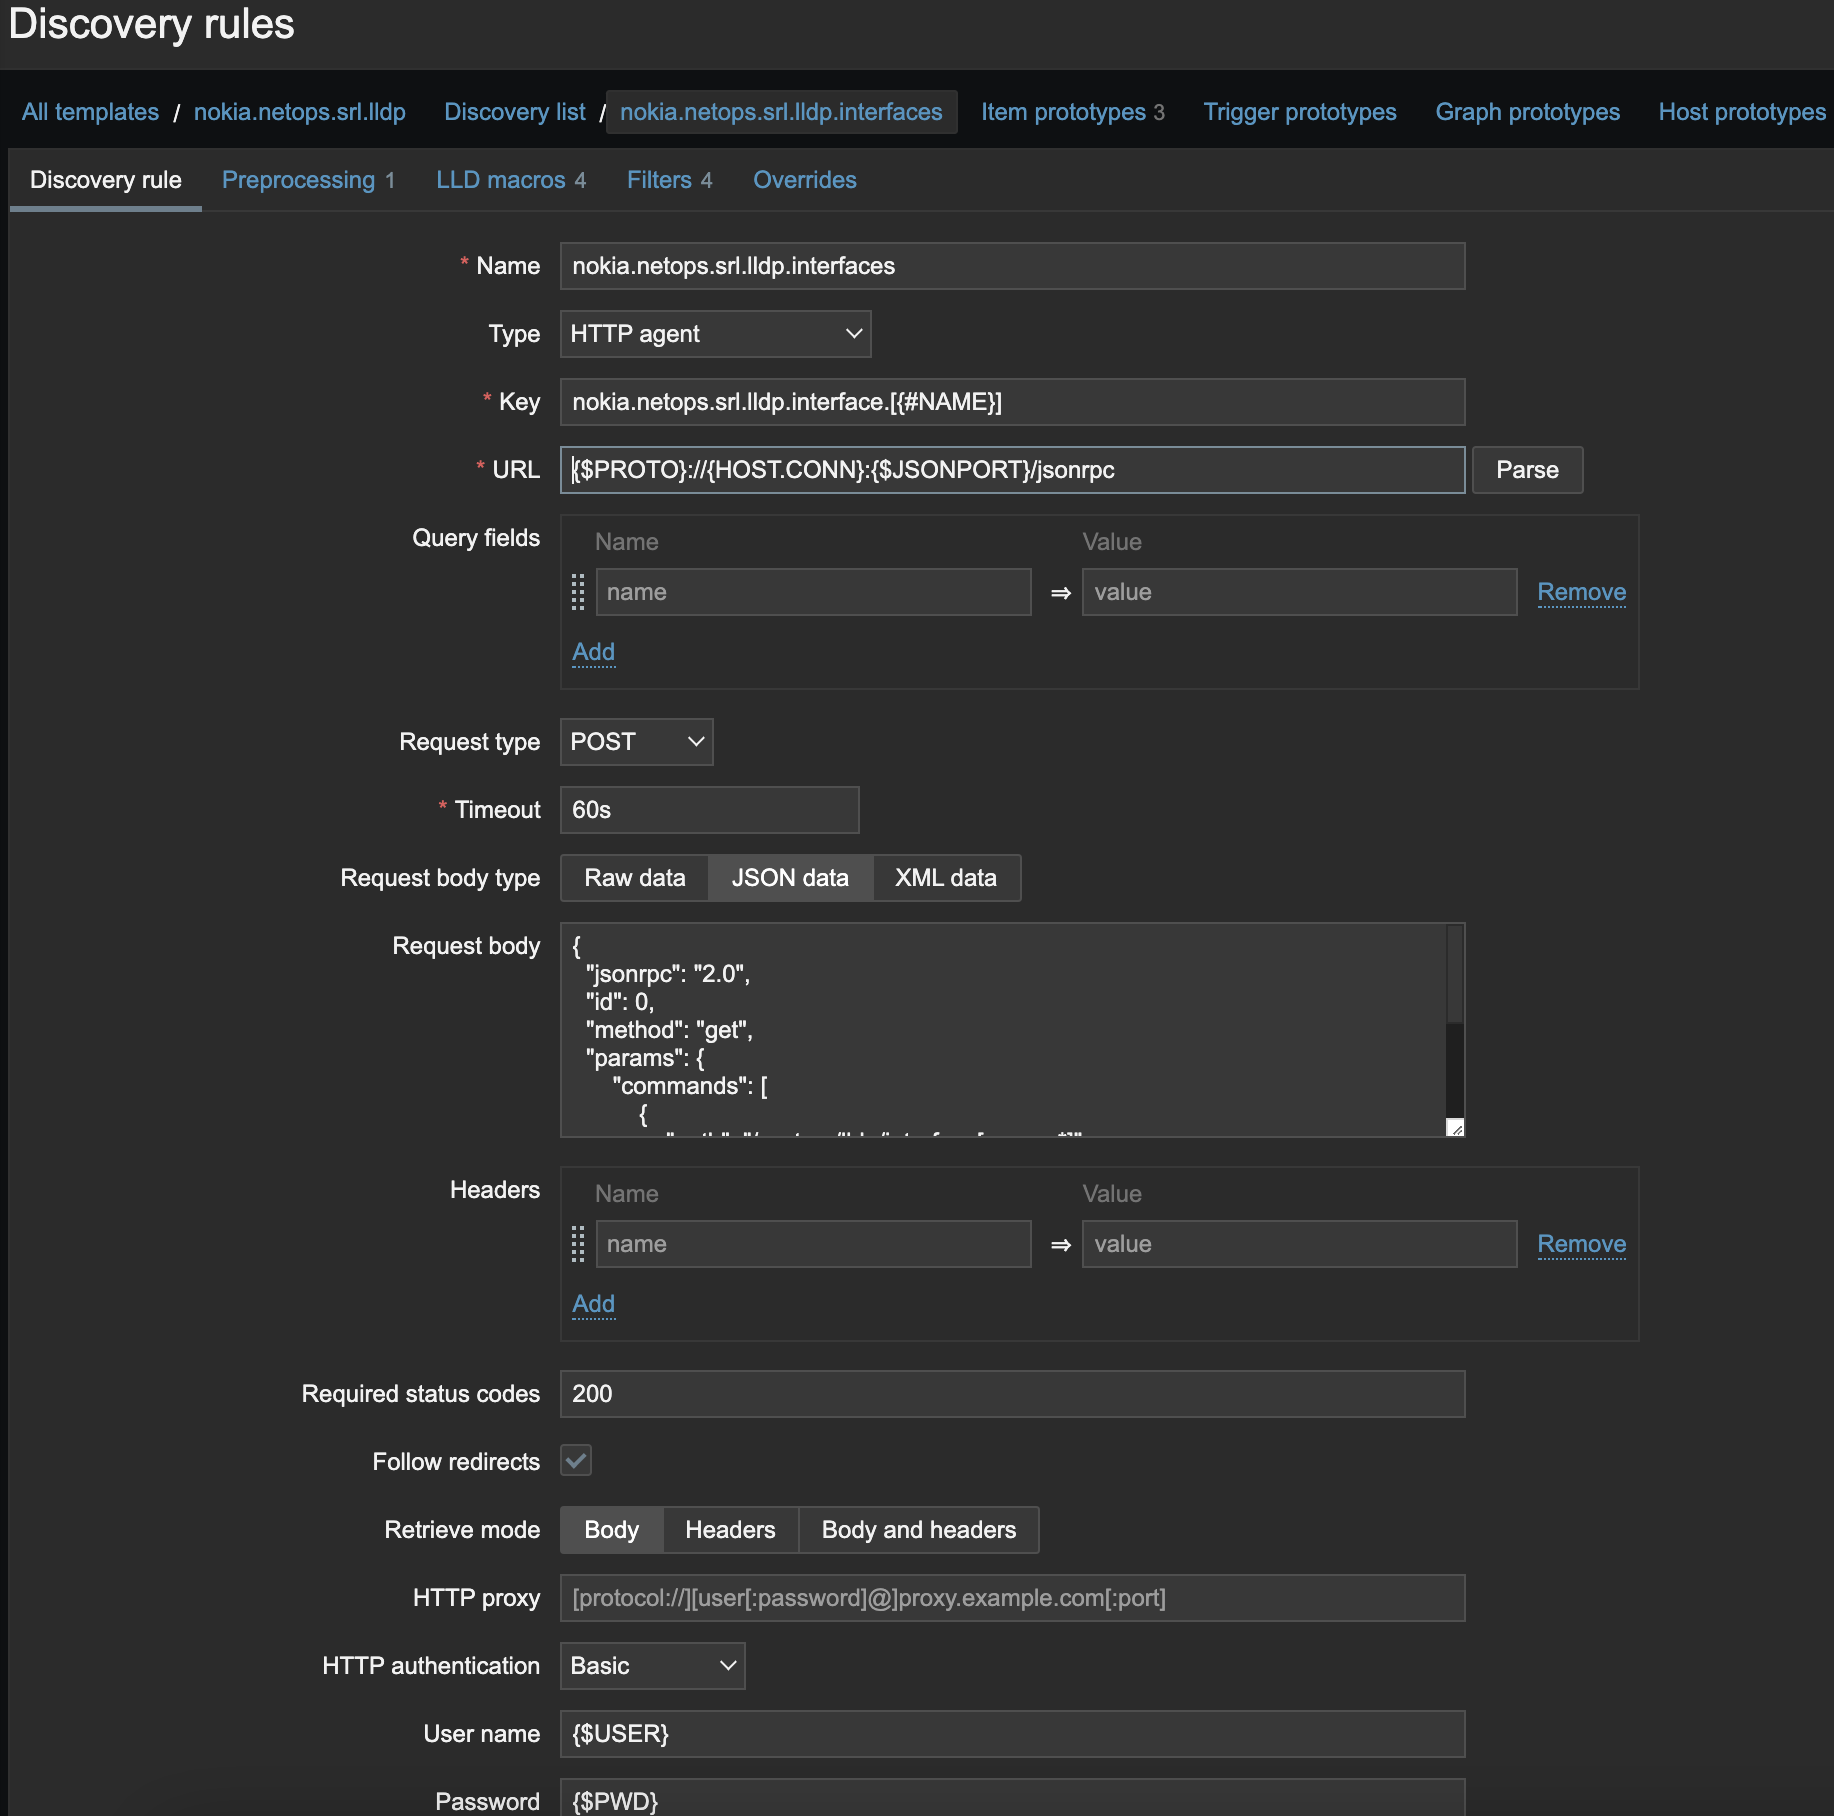 Discovery rules
All templates / nokia.netops.srl.lldp Discovery list / nokia.netops.srl.lldp.interfaces Item prototypes 3 Trigger prototypes Graph prototypes Host prototypes
Discovery rule Preprocessing 1 LLD macros 4 Filters 4 Overrides
* Name nokia.netops.srl.lldp.interfaces
Type HTTP agent
* Key nokia.netops.srl.lldp.interface.[{#NAME}]
* URL {$PROTO}://{HOST.CONN}:{$JSONPORT}/jsonrpc Parse
Query fields Name Value
name ⇒ value Remove
Add
Request type POST
* Timeout 60s
Request body type Raw data JSON data XML data
Request body {
"jsonrpc": "2.0",
"id": 0,
"method": "get",
"params": {
"commands": [
{
Headers Name Value
name ⇒ value Remove
Add
Required status codes 200
Follow redirects
Retrieve mode Body Headers Body and headers
HTTP proxy [protocol://][user[:password]@]proxy.example.com[:port]
HTTP authentication Basic
User name {$USER}
Password {$PWD}